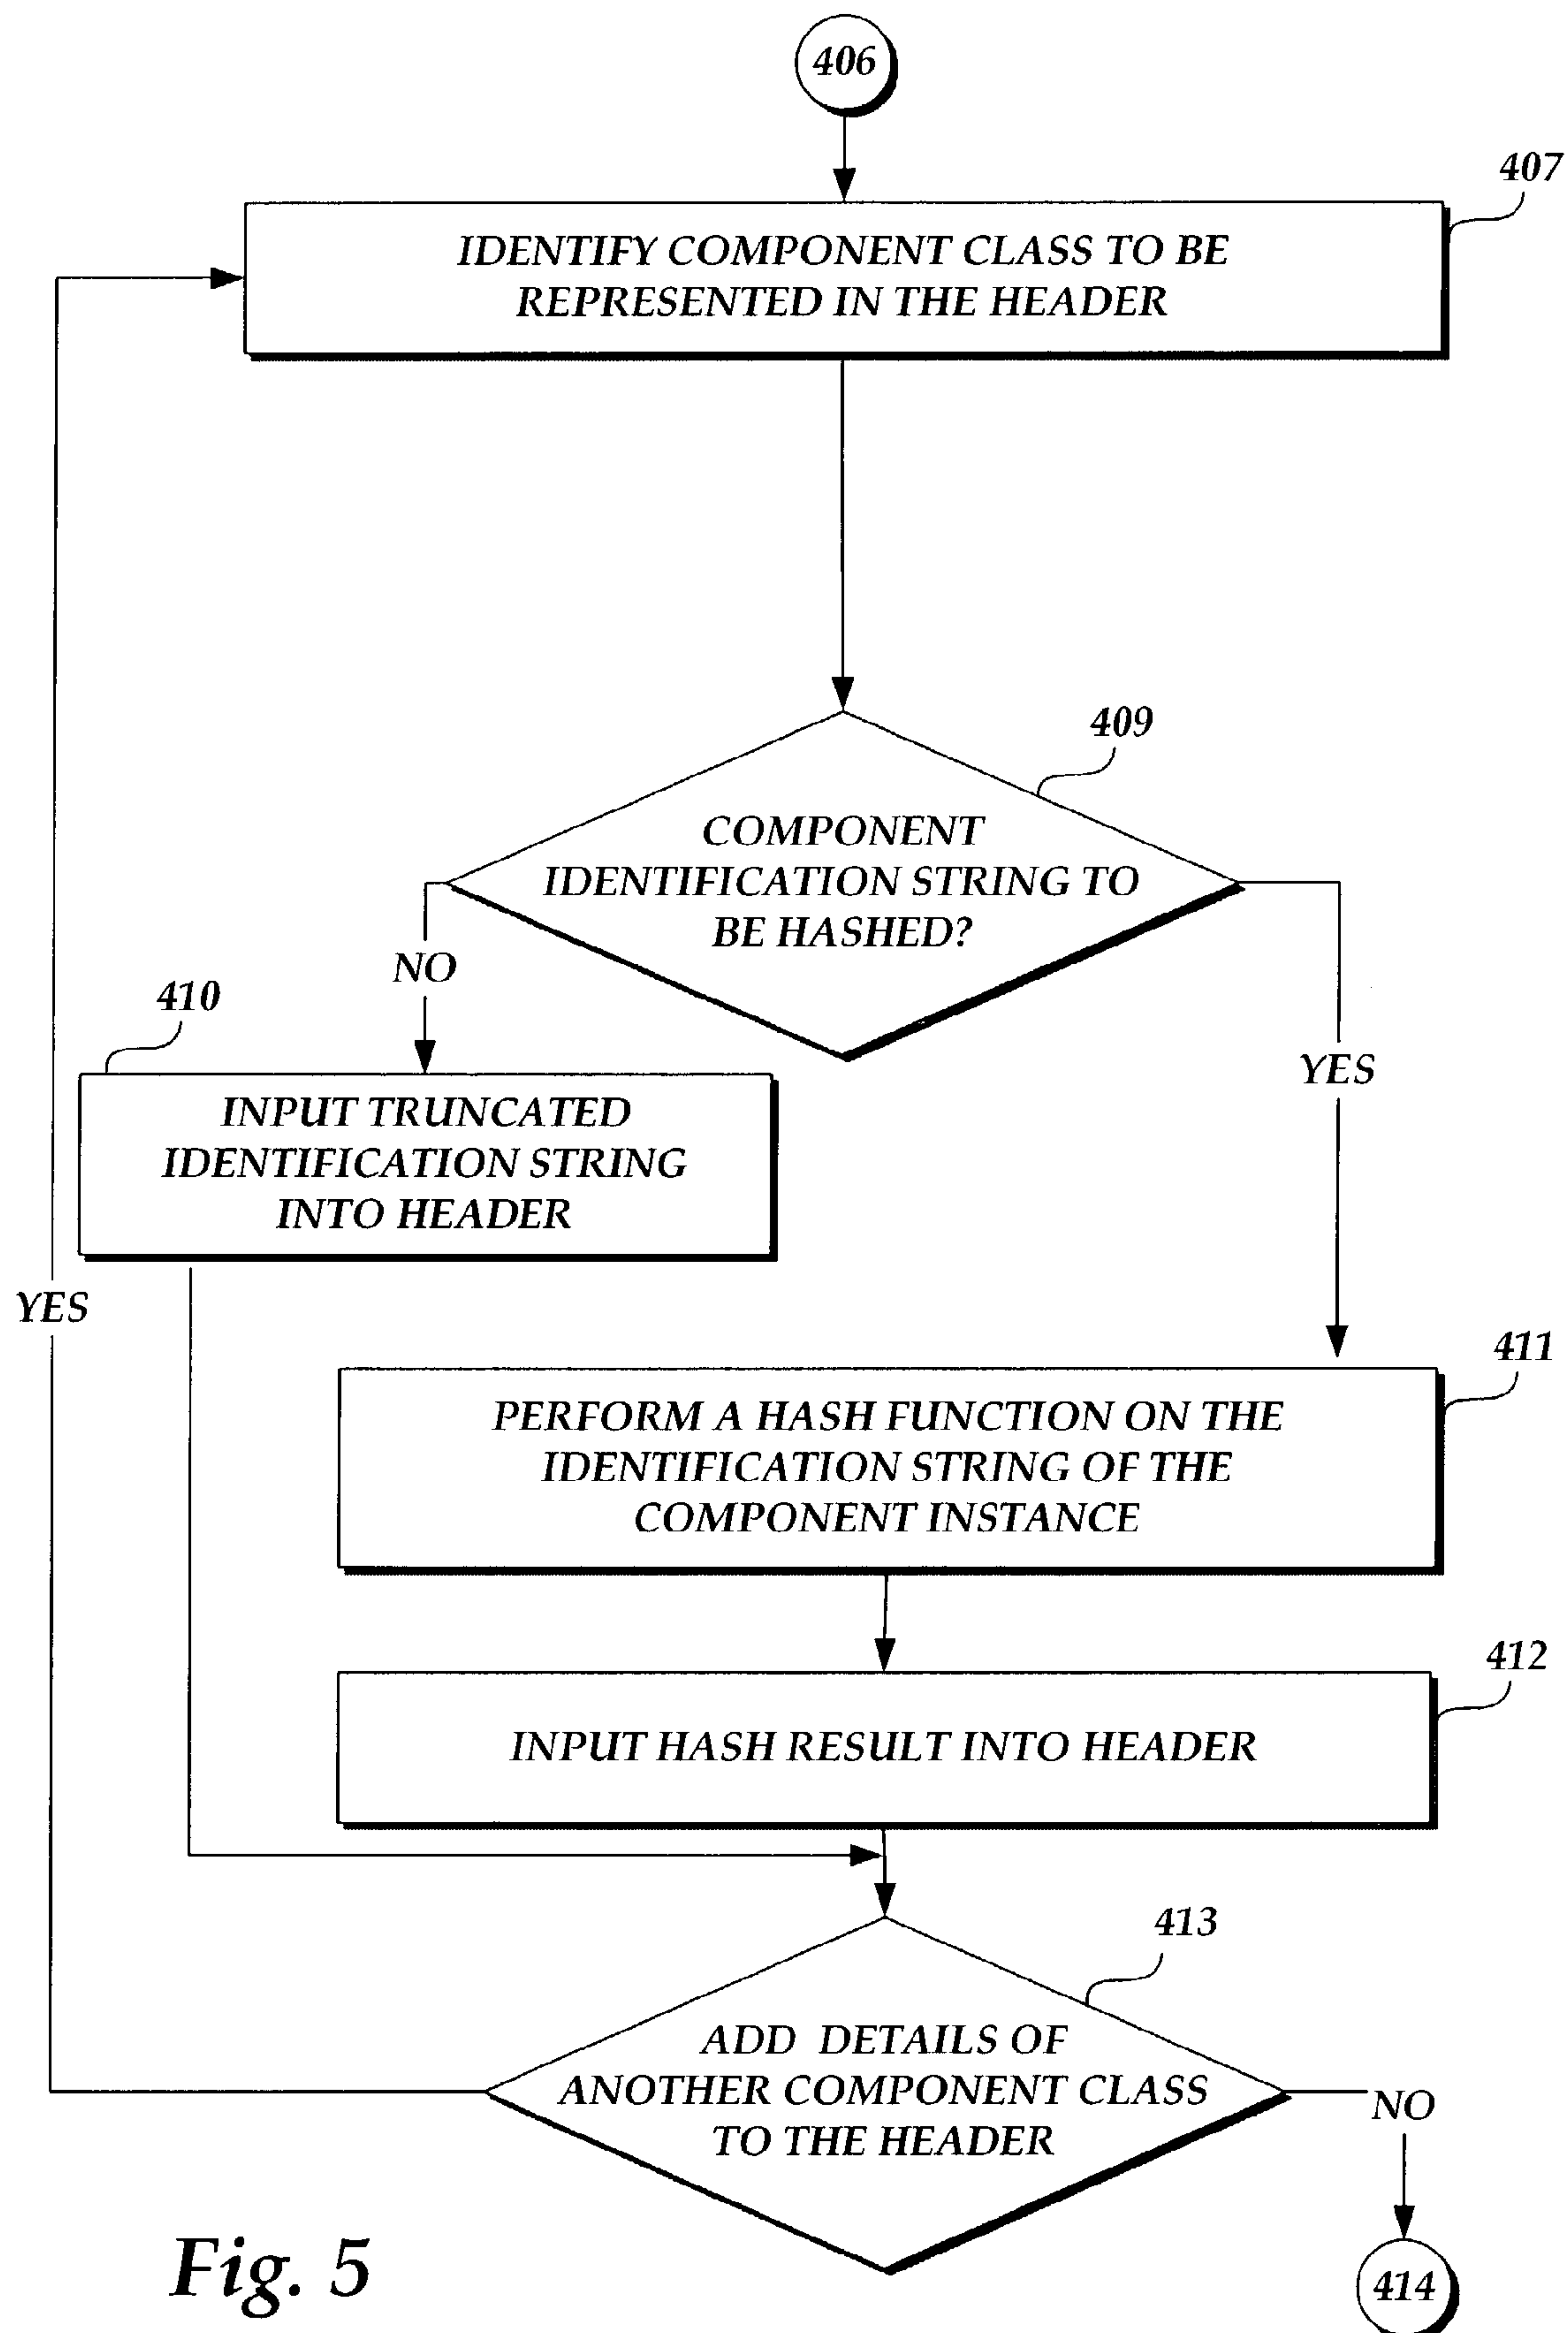 406
407
IDENTIFY COMPONENT CLASS TO BE
REPRESENTED IN THE HEADER
409
COMPONENT
IDENTIFICATION STRING TO
BE HASHED?
NO
410
YES
INPUT TRUNCATED
IDENTIFICATION STRING
INTO HEADER
YES
411
PERFORM A HASH FUNCTION ON THE
IDENTIFICATION STRING OF THE
COMPONENT INSTANCE
412
INPUT HASH RESULT INTO HEADER
413
ADD DETAILS OF
ANOTHER COMPONENT CLASS
TO THE HEADER
NO
414
Fig. 5